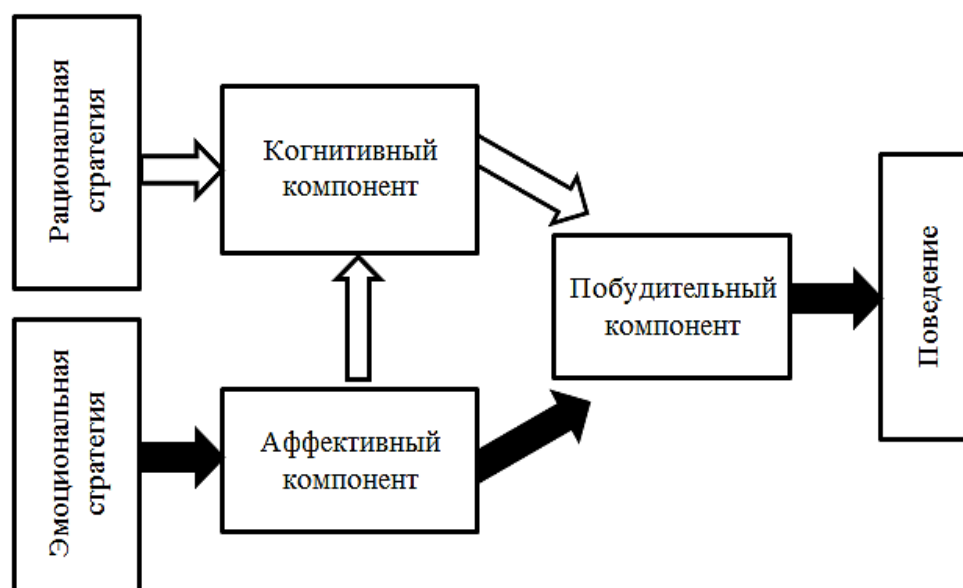 Рациональная
стратегия
Когнитивный
компонент
Побудительный
компонент
Поведение
Эмоциональная
стратегия
Аффективный
компонент